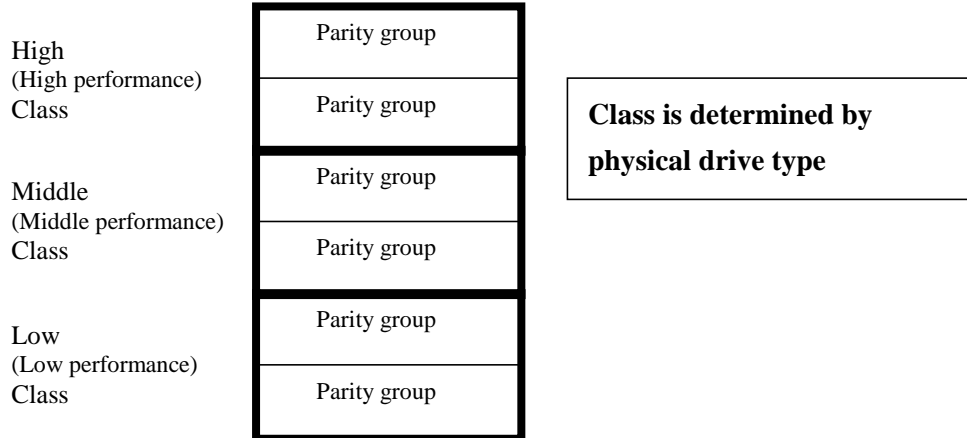 High
(High performance)
Class
Parity group
Parity group
Middle
(Middle performance)
Class
Parity group
Parity group
Low
(Low performance)
Class
Parity group
Parity group
Class is determined by
physical drive type